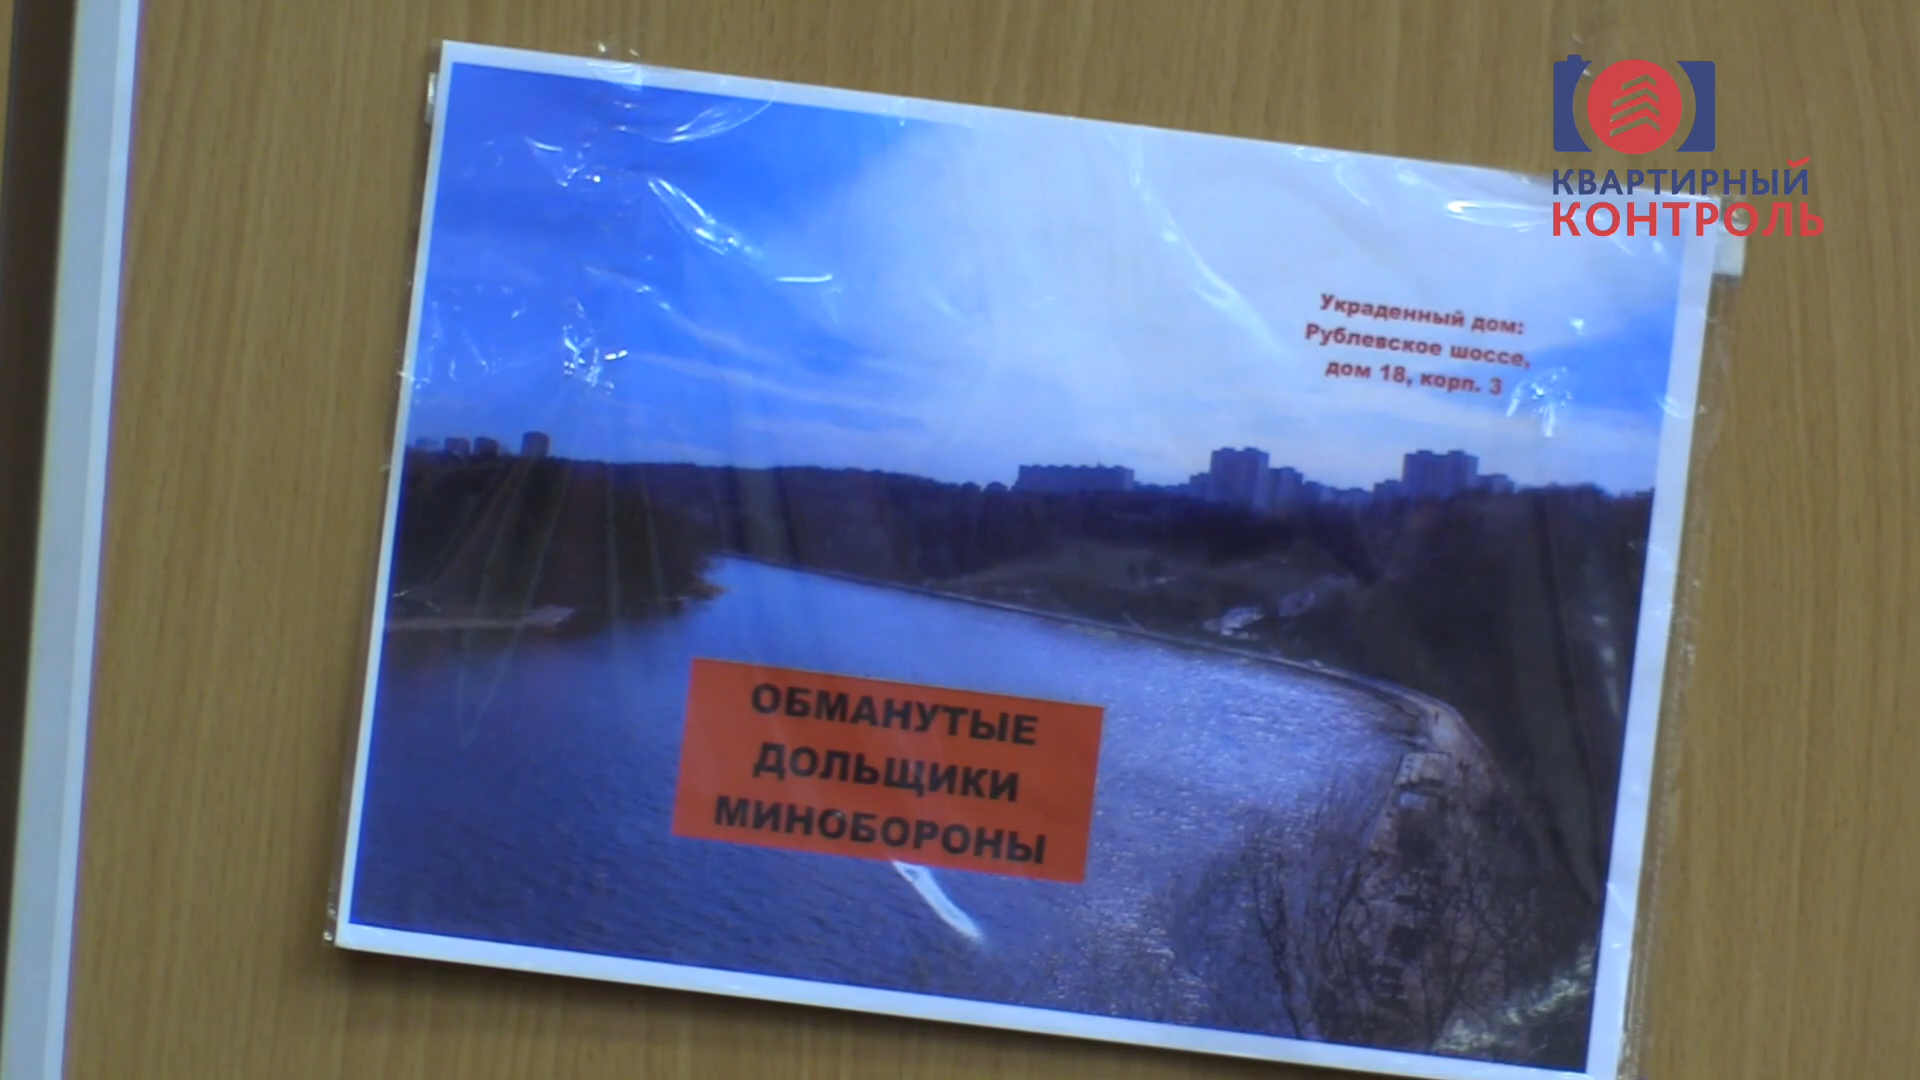 КВАРТИРНЫЙ
КОНТРОЛЬ
Украденный дом:
Рублевское шоссе,
дом 18, корп. 3
ОБМАНУТЫЕ
ДОЛЬЩИКИ
МИНОБОРОНЫ